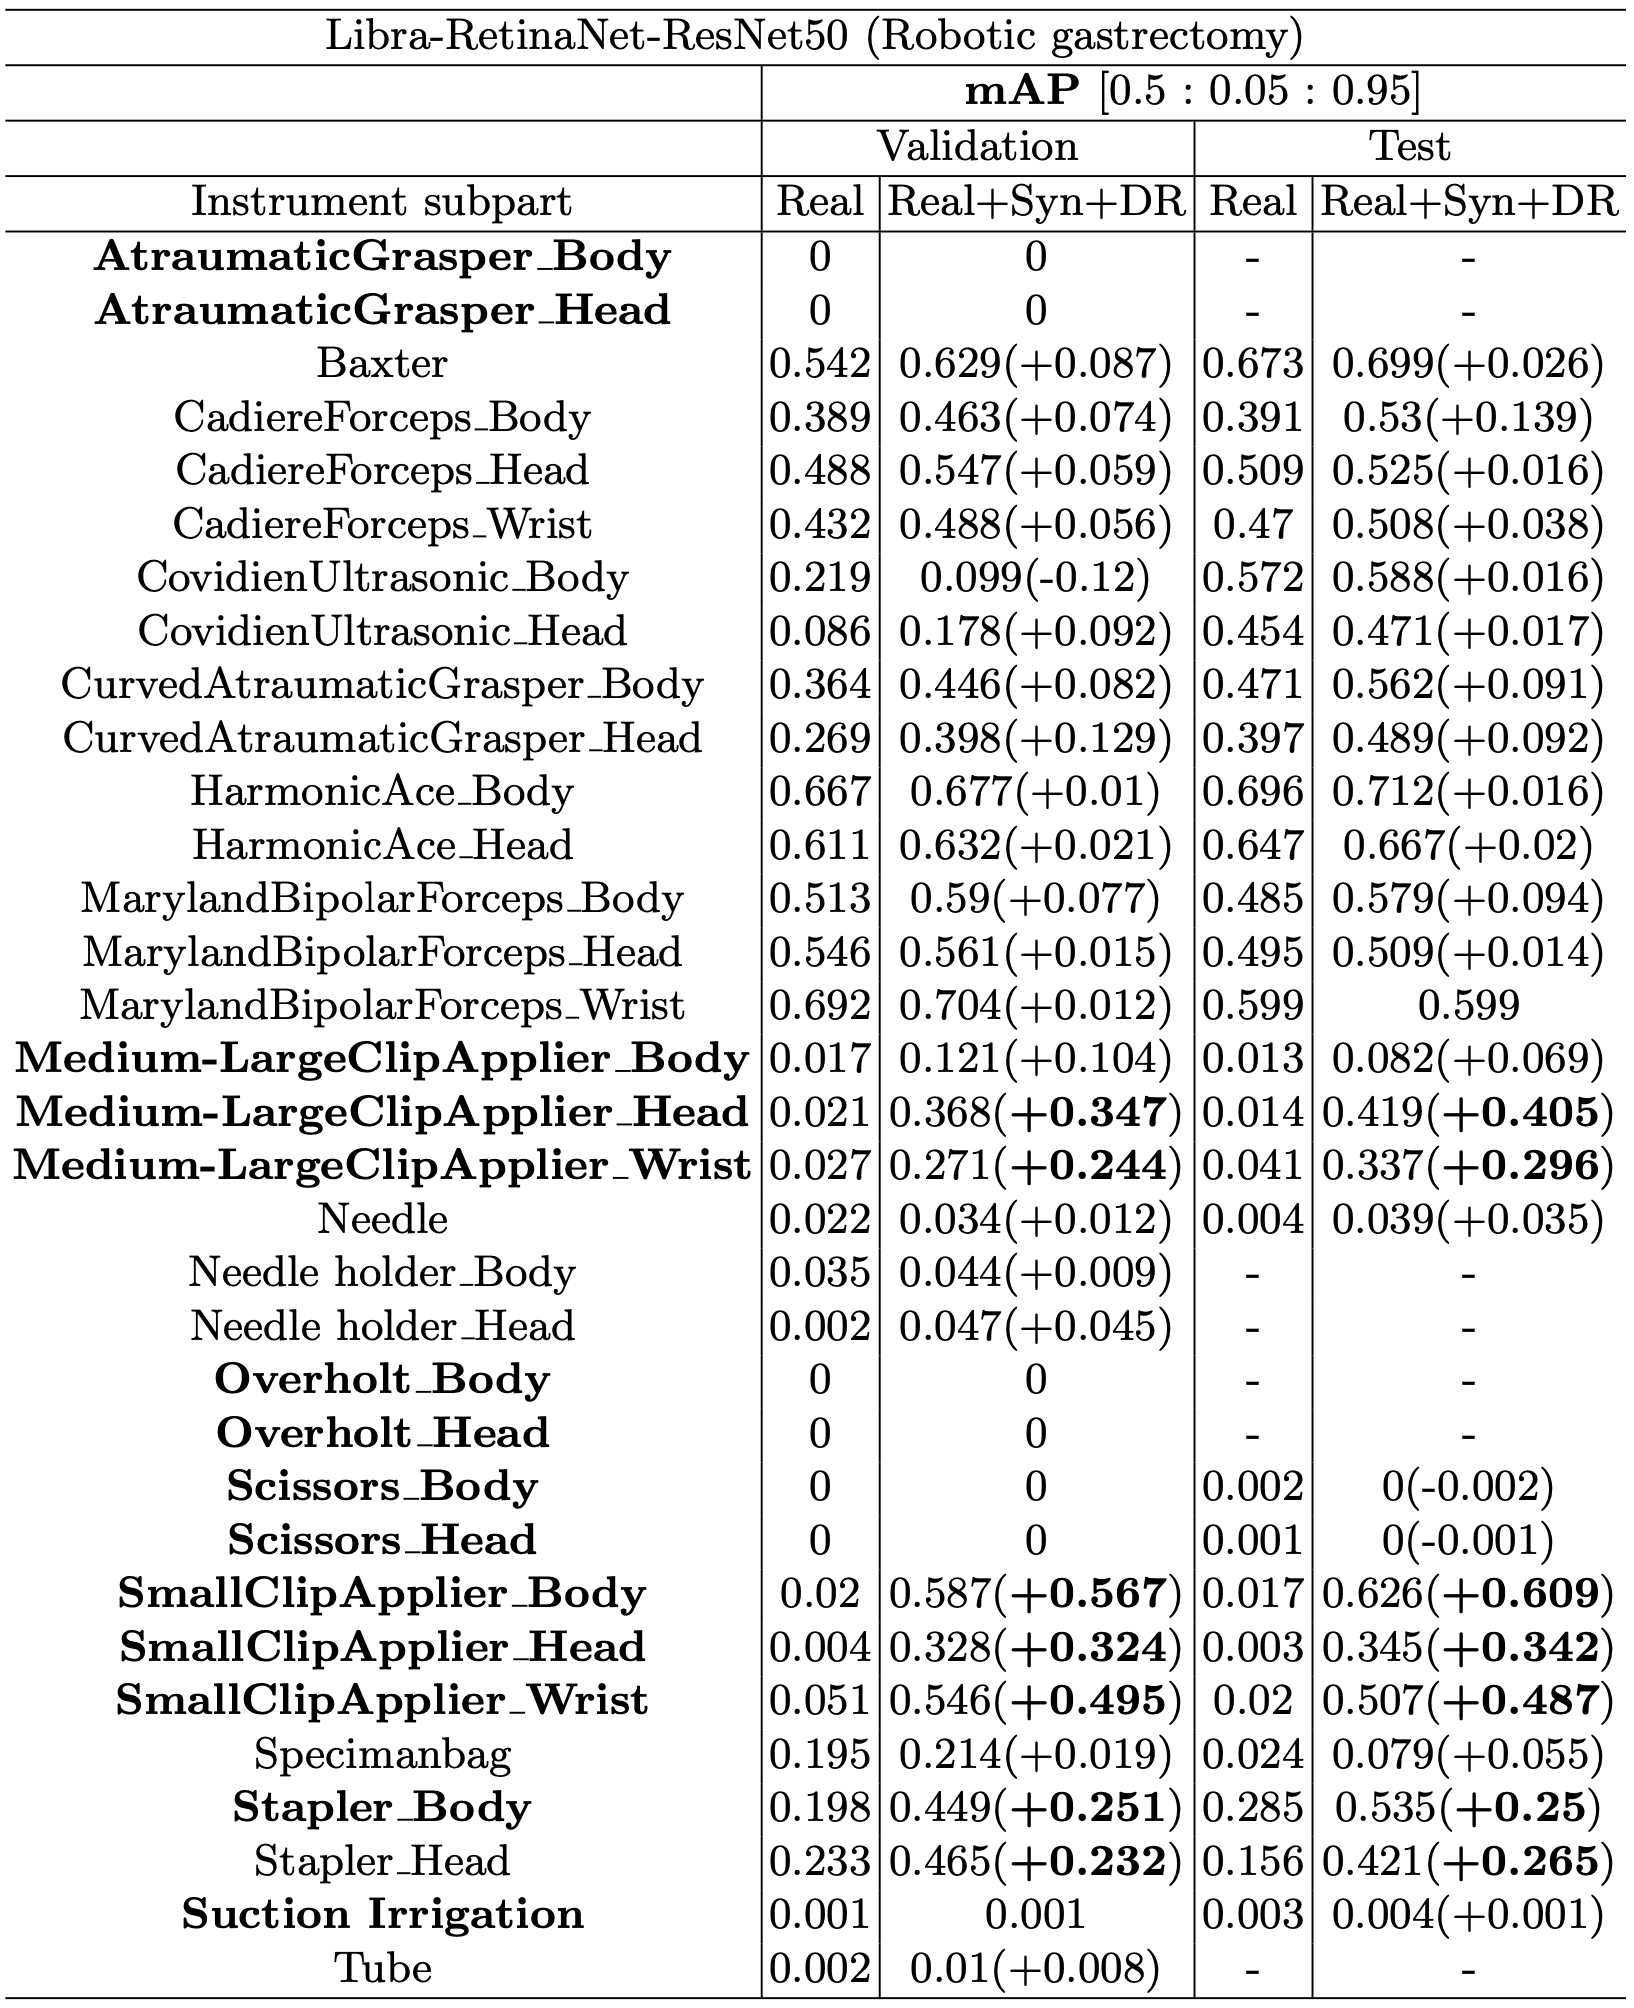 Libra-RetinaNet-ResNet50 (Robotic gastrectomy)
mAP [0.5 : 0.05 : 0.95]
Validation Test
Instrument subpart Real Real+Syn+DR Real Real+Syn+DR
AtraumaticGrasper_Body 0 0 - -
AtraumaticGrasper_Head 0 0 - -
Baxter 0.542 0.629(+0.087) 0.673 0.699(+0.026)
CadiereForceps_Body 0.389 0.463(+0.074) 0.391 0.53(+0.139)
CadiereForceps_Head 0.488 0.547(+0.059) 0.509 0.525(+0.016)
CadiereForceps_Wrist 0.432 0.488(+0.056) 0.47 0.508(+0.038)
CovidienUltrasonic_Body 0.219 0.099(-0.12) 0.572 0.588(+0.016)
CovidienUltrasonic_Head 0.086 0.178(+0.092) 0.454 0.471(+0.017)
CurvedAtraumaticGrasper_Body 0.364 0.446(+0.082) 0.471 0.562(+0.091)
CurvedAtraumaticGrasper_Head 0.269 0.398(+0.129) 0.397 0.489(+0.092)
HarmonicAce_Body 0.667 0.677(+0.01) 0.696 0.712(+0.016)
HarmonicAce_Head 0.611 0.632(+0.021) 0.647 0.667(+0.02)
MarylandBipolarForceps_Body 0.513 0.59(+0.077) 0.485 0.579(+0.094)
MarylandBipolarForceps_Head 0.546 0.561(+0.015) 0.495 0.509(+0.014)
MarylandBipolarForceps_Wrist 0.692 0.704(+0.012) 0.599 0.599
Medium-LargeClipApplier_Body 0.017 0.121(+0.104) 0.013 0.082(+0.069)
Medium-LargeClipApplier_Head 0.021 0.368(+0.347) 0.014 0.419(+0.405)
Medium-LargeClipApplier_Wrist 0.027 0.271(+0.244) 0.041 0.337(+0.296)
Needle 0.022 0.034(+0.012) 0.004 0.039(+0.035)
Needle holder_Body 0.035 0.044(+0.009) - -
Needle holder_Head 0.002 0.047(+0.045) - -
Overholt_Body 0 0 - -
Overholt_Head 0 0 - -
Scissors_Body 0 0 0.002 0(-0.002)
Scissors_Head 0 0 0.001 0(-0.001)
SmallClipApplier_Body 0.02 0.587(+0.567) 0.017 0.626(+0.609)
SmallClipApplier_Head 0.004 0.328(+0.324) 0.003 0.345(+0.342)
SmallClipApplier_Wrist 0.051 0.546(+0.495) 0.02 0.507(+0.487)
Specimanbag 0.195 0.214(+0.019) 0.024 0.079(+0.055)
Stapler_Body 0.198 0.449(+0.251) 0.285 0.535(+0.25)
Stapler_Head 0.233 0.465(+0.232) 0.156 0.421(+0.265)
Suction Irrigation 0.001 0.001 0.003 0.004(+0.001)
Tube 0.002 0.01(+0.008) - -